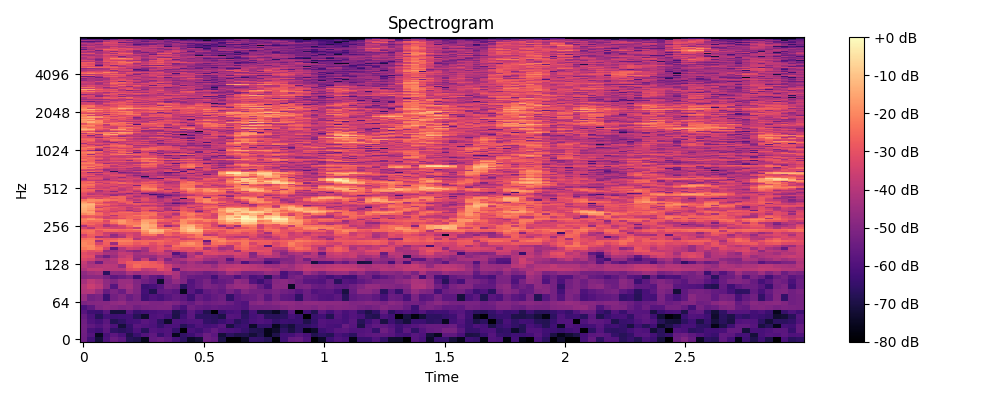 Spectrogram
Hz
4096
2048
1024
512
256
128
64
0
0
0.5
1
1.5
2
2.5
Time
+0 dB
-10 dB
-20 dB
-30 dB
-40 dB
-50 dB
-60 dB
-70 dB
-80 dB